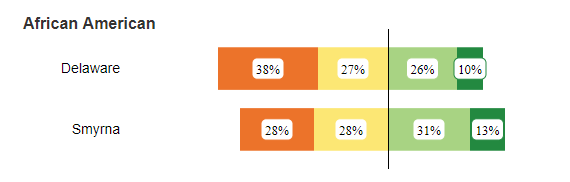 African American
Delaware 38% 27% 26% 10%
Smyrna 28% 28% 31% 13%